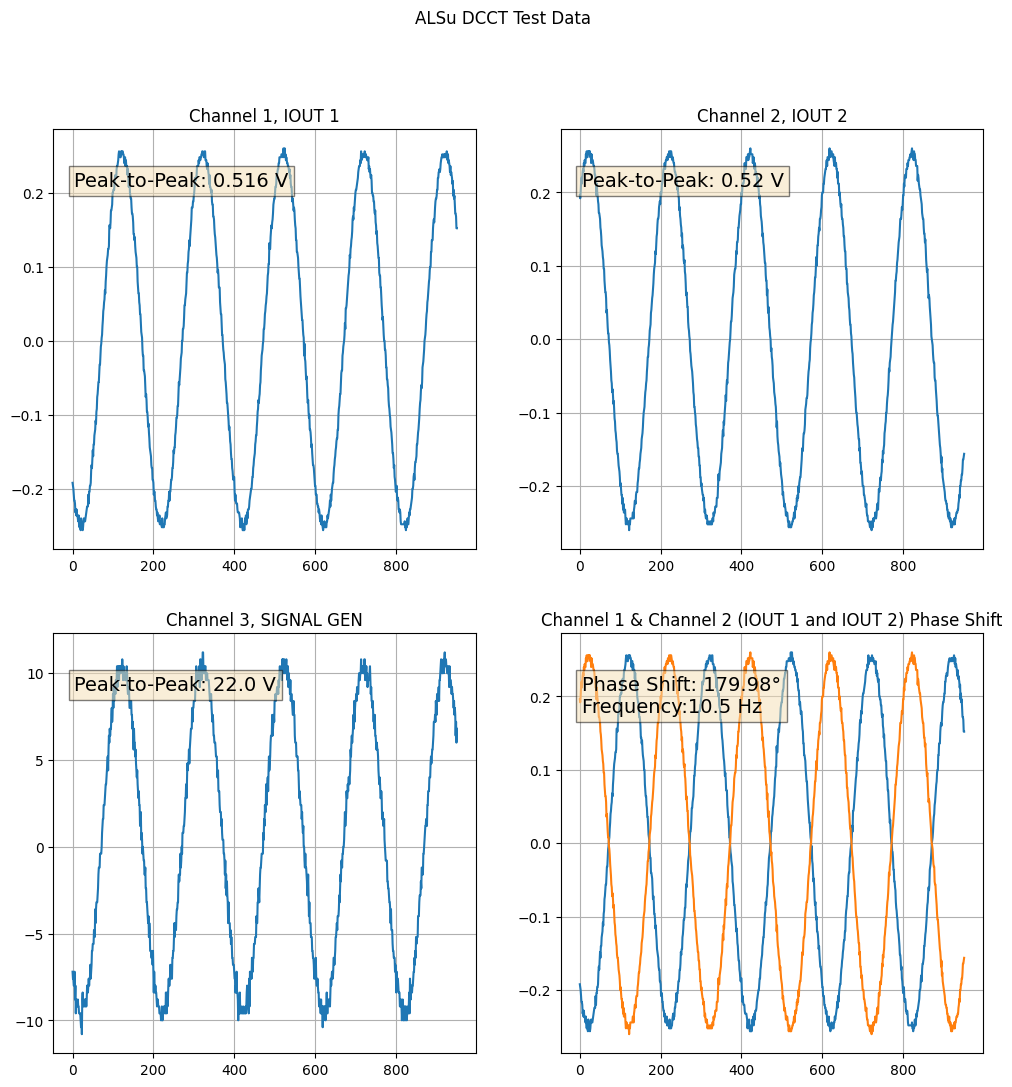 ALSu DCCT Test Data
Channel 1, IOUT 1
Peak-to-Peak: 0.516 V
0.2
0.1
0.0
−0.1
−0.2
0 200 400 600 800
Channel 2, IOUT 2
Peak-to-Peak: 0.52 V
0.2
0.1
0.0
−0.1
−0.2
0 200 400 600 800
Channel 3, SIGNAL GEN
Peak-to-Peak: 22.0 V
10
5
0
−5
−10
0 200 400 600 800
Channel 1 & Channel 2 (IOUT 1 and IOUT 2) Phase Shift
Phase Shift: 179.98°
Frequency:10.5 Hz
0.2
0.1
0.0
−0.1
−0.2
0 200 400 600 800